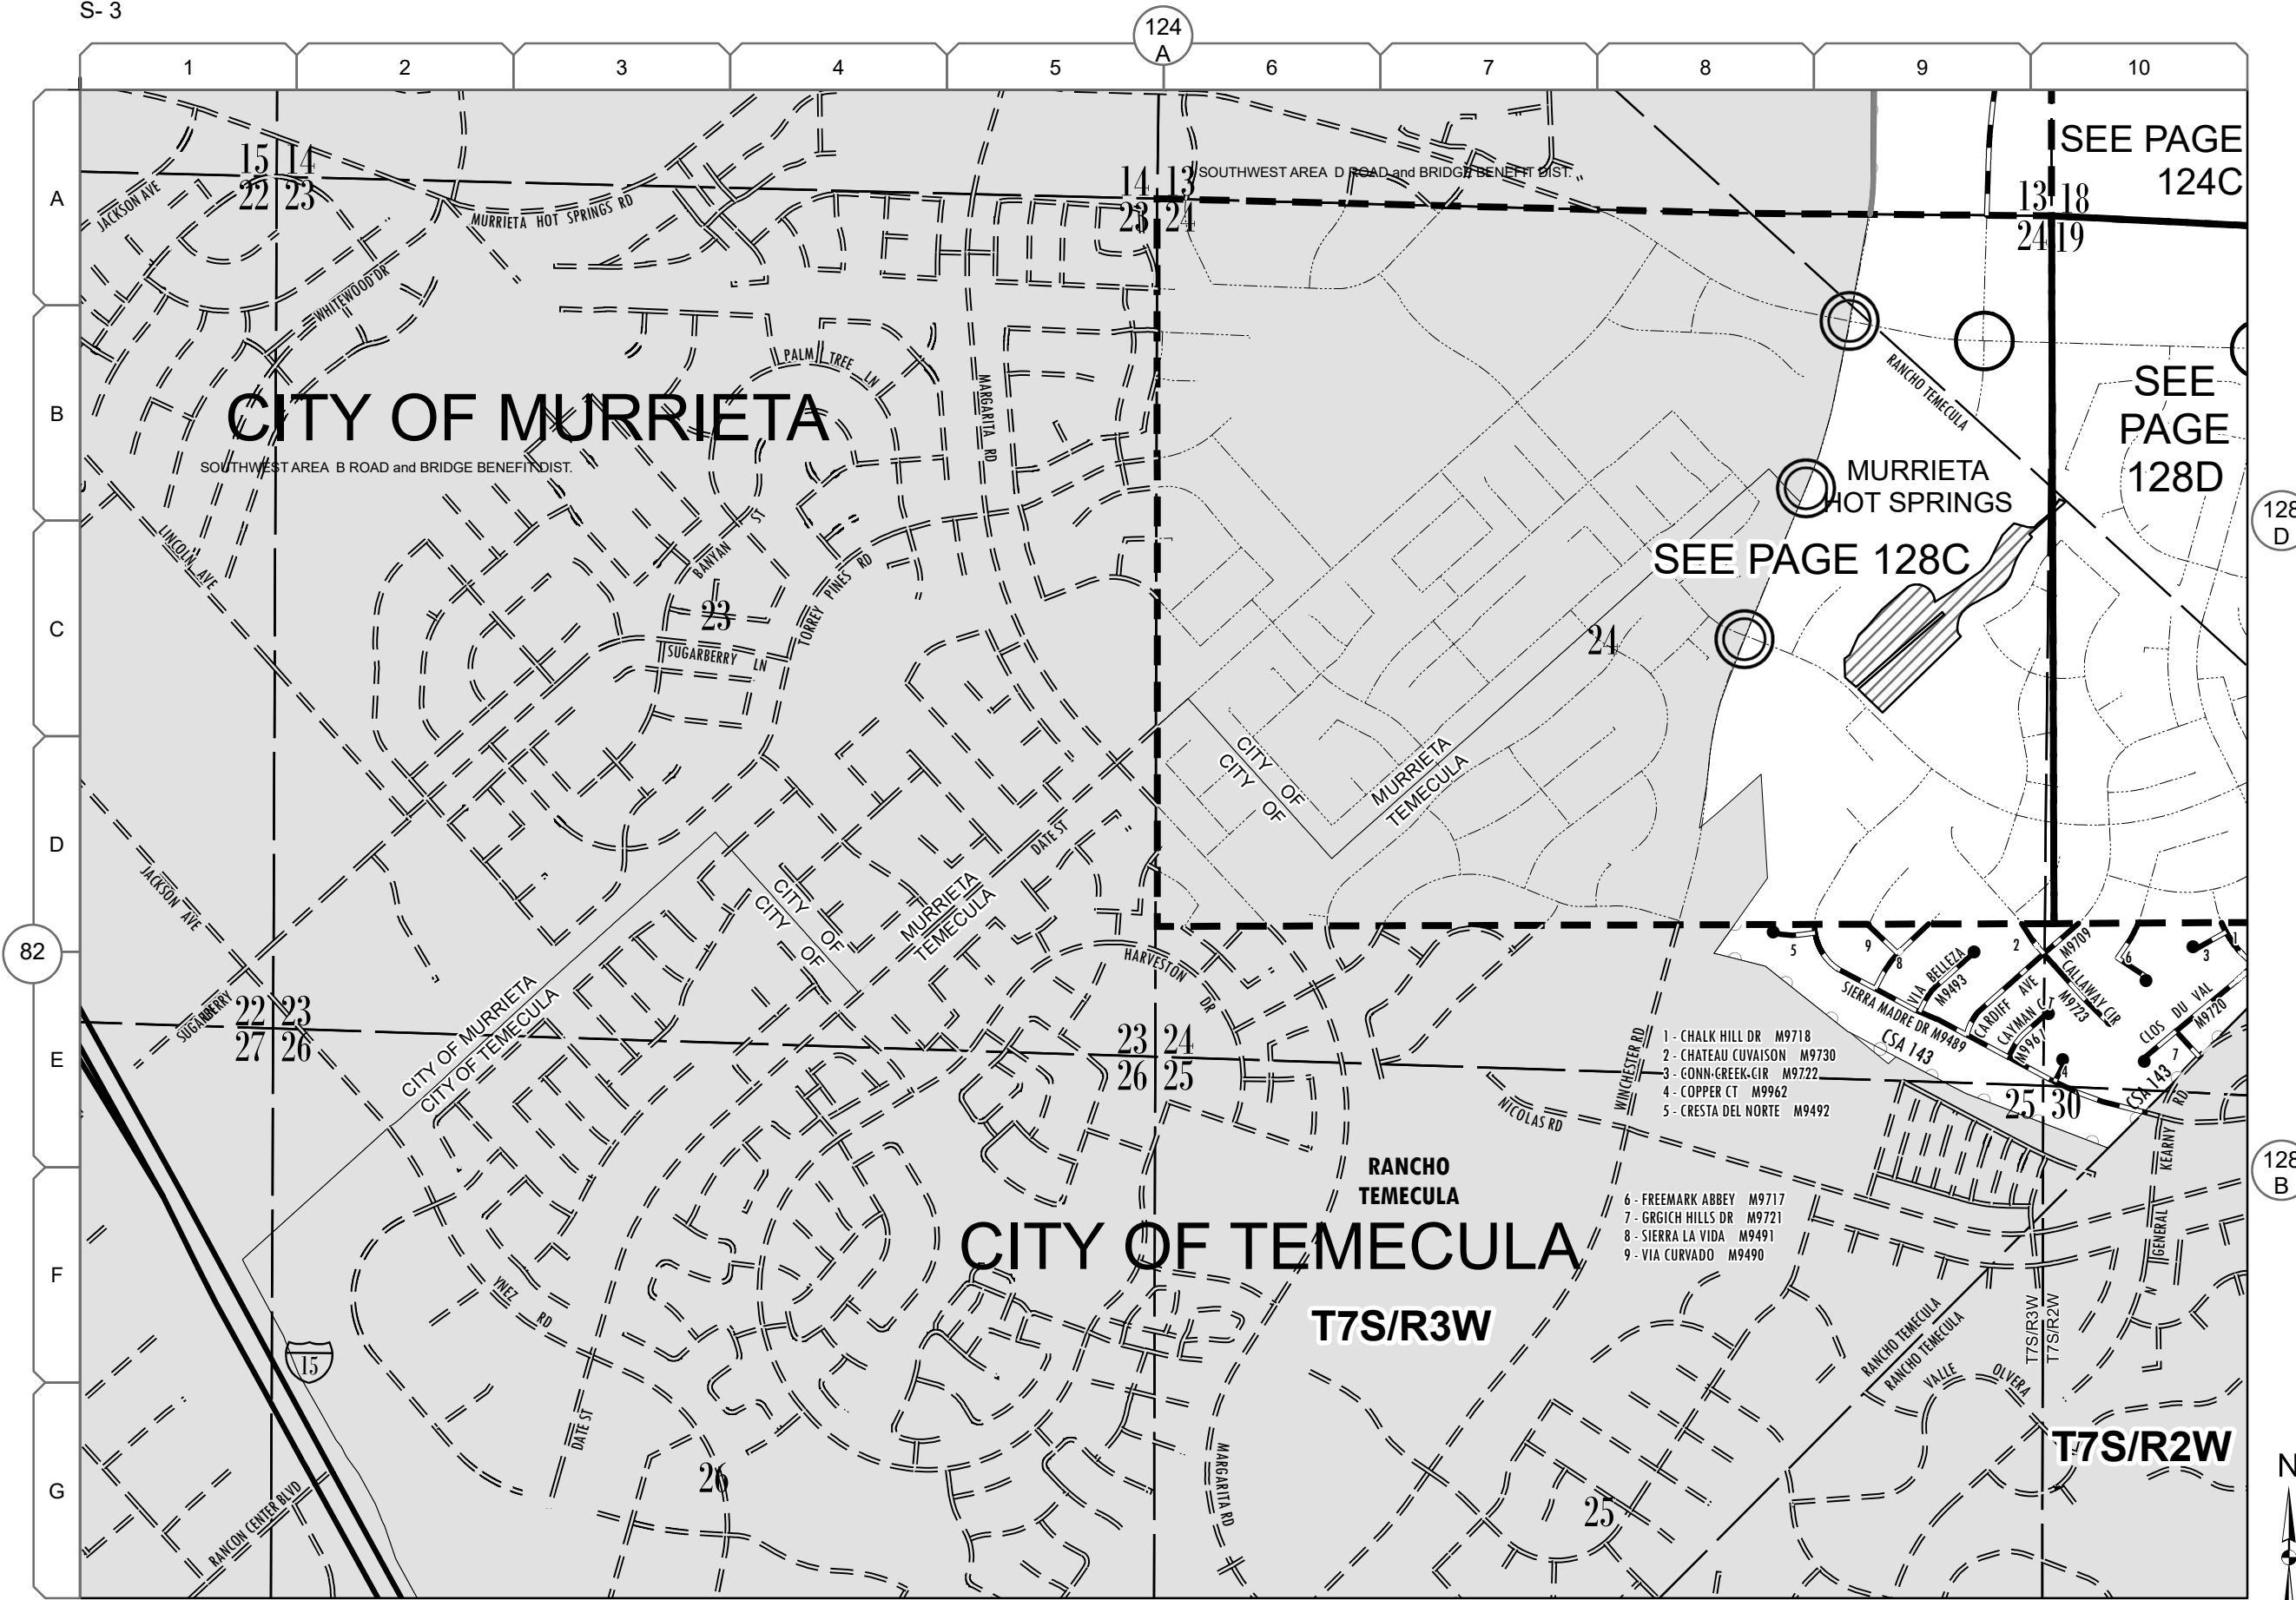 S- 3
124
A
1
2
3
4
5
6
7
8
9
10
A
B
C
D
E
F
G
82
128
D
128
B
SEE PAGE
124C
15 14
22 23
14 13
23 24
13 18
24 19
SOUTHWEST AREA D ROAD and BRIDGE BENEFIT DIST.
JACKSON AVE
MURRIETA HOT SPRINGS RD
WHITEWOOD DR
PALM TREE LN
MARGARITA RD
RANCHO TEMECULA
CITY OF MURRIETA
SOUTHWEST AREA B ROAD and BRIDGE BENEFIT DIST.
SEE
PAGE
128D
MURRIETA
HOT SPRINGS
SEE PAGE 128C
LINCOLN AVE
BANYAN ST
TORREY PINES RD
23
SUGARBERRY LN
24
CITY OF
CITY OF
MURRIETA
TEMECULA
DATE ST
CITY OF
CITY OF
MURRIETA
TEMECULA
JACKSON AVE
SUGARBERRY
22 23
27 26
CITY OF MURRIETA
CITY OF TEMECULA
HARVESTON DR
23 24
26 25
WINCHESTER RD
NICOLAS RD
5
9
8
2
M9709
6
3
1
VIA BELLEZA
M9493
SIERRA MADRE DR M9489
CARDIFF AVE
CAYMAN CT
M9961
CALLAWAY CIR
M9723
CLOS DU VAL
M9720
7
4
CSA 143
CSA 143
RD
25 30
1 - CHALK HILL DR M9718
2 - CHATEAU CUVAISON M9730
3 - CONN CREEK CIR M9722
4 - COPPER CT M9962
5 - CRESTA DEL NORTE M9492
6 - FREEMARK ABBEY M9717
7 - GRGICH HILLS DR M9721
8 - SIERRA LA VIDA M9491
9 - VIA CURVADO M9490
RANCHO
TEMECULA
CITY OF TEMECULA
T7S/R3W
N GENERAL KEARNY
YNEZ RD
15
DATE ST
26
RANCON CENTER BLVD
MARGARITA RD
25
RANCHO TEMECULA
RANCHO TEMECULA
T7S/R3W
T7S/R2W
VALLE OLVERA
T7S/R2W
N